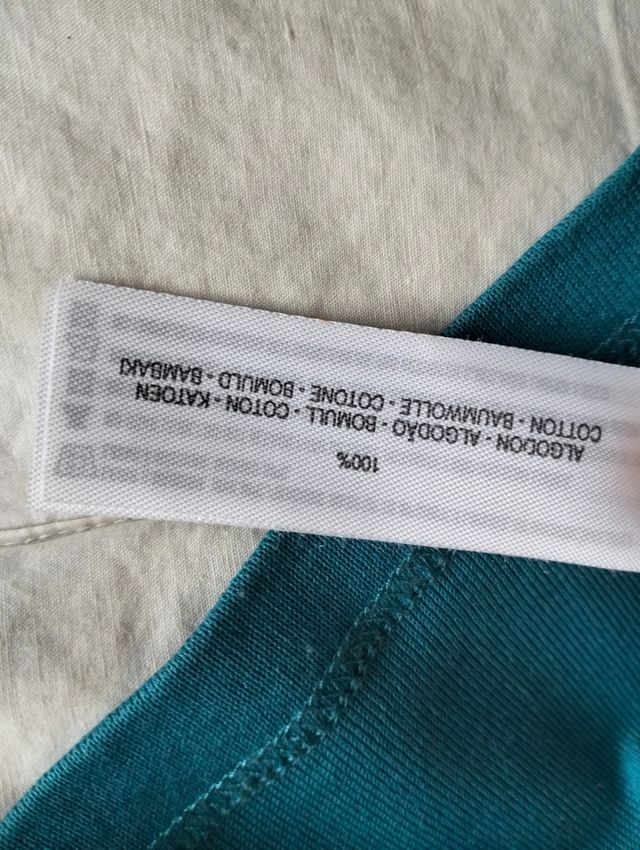 100%
ALGODON - ALGODÃO - BOMULL - COTON - KATOEN
COTTON - BAUMWOLLE - COTONE - BOMULD - BAMBAKI